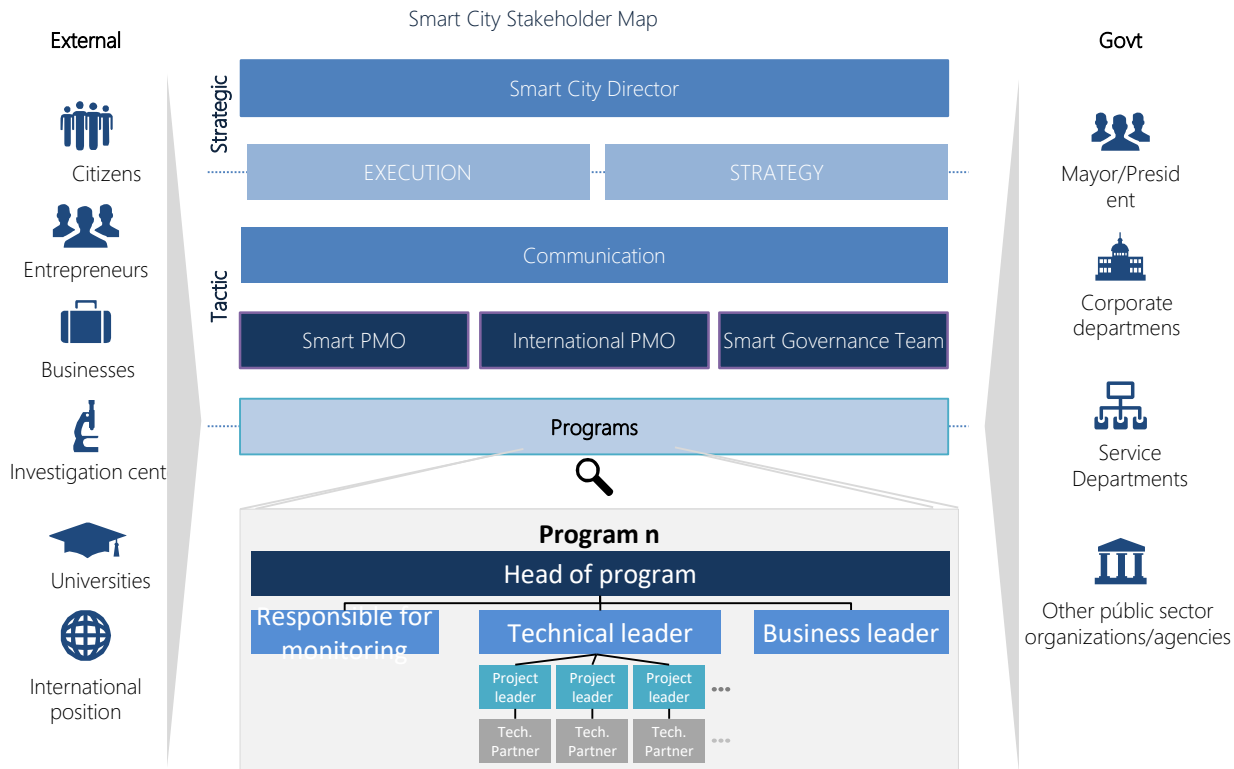 Smart City Stakeholder Map
External
Citizens
Entrepreneurs
Businesses
Investigation cent
Universities
International
position
Strategic
Smart City Director
EXECUTION
STRATEGY
Tactic
Communication
Smart PMO
International PMO
Smart Governance Team
Programs
Program n
Head of program
Responsible for
monitoring
Technical leader
Business leader
Project
leader
Project
leader
Project
leader
...
Tech.
Partner
Tech.
Partner
Tech.
Partner
...
Govt
Mayor/Presid
ent
Corporate
departmens
Service
Departments
Other público sector
organizations/agencies